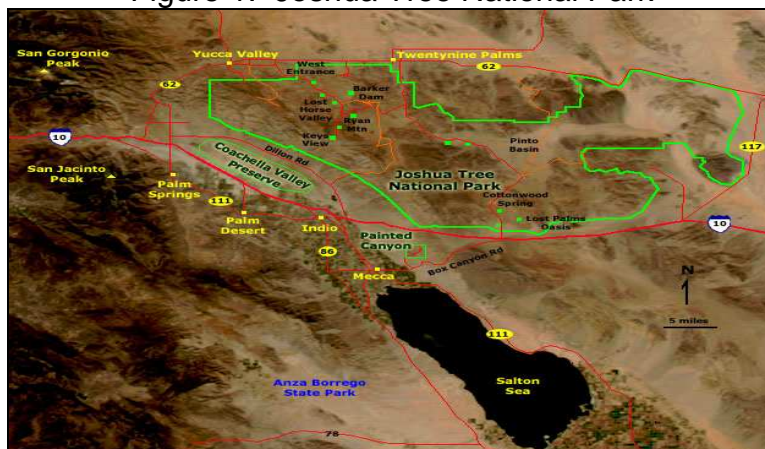 Figure 1. Joshua Tree National Park
San Gorgonio
Peak
Yucca Valley
Twentynine Palms
62
62
West
Entrance
Barker
Dam
Lost
Horse
Valley
Ryan
Mtn
Keys
View
Pinto
Basin
10
117
Dillon Rd
Coachella Valley
Preserve
San Jacinto
Peak
Palm
Springs
Joshua Tree
National Park
Cottonwood
Spring
Lost Palms
Oasis
111
Palm
Desert
Indio
10
Painted
Canyon
86
Mecca
Box Canyon Rd
N
5 miles
111
Anza Borrego
State Park
Salton
Sea
78